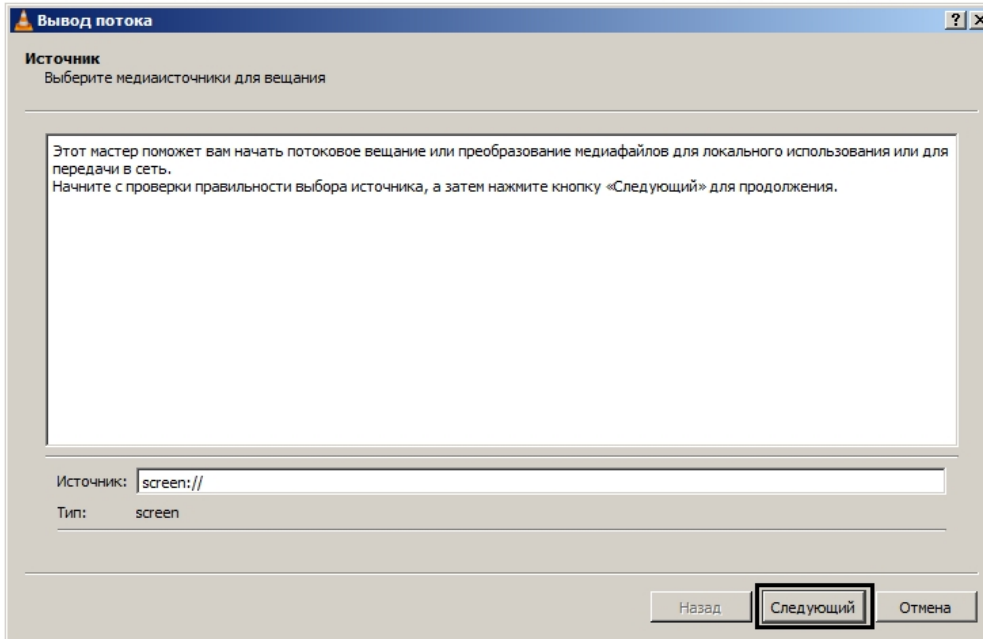 Вывод потока
Источник
Выберите медиаисточники для вещания
Этот мастер поможет вам начать потоковое вещание или преобразование медиафайлов для локального использования или для
передачи в сеть.
Начните с проверки правильности выбора источника, а затем нажмите кнопку «Следующий» для продолжения.
Источник: screen://
Тип: screen
Назад Следующий Отмена